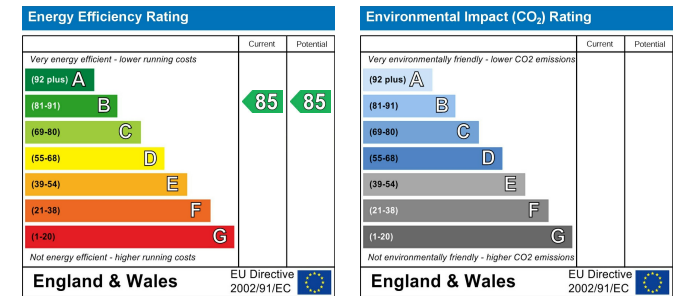 Energy Efficiency Rating
Current Potential
Very energy efficient - lower running costs
(92 plus) A
(81-91) B 85 85
(69-80) C
(55-68) D
(39-54) E
(21-38) F
(1-20) G
Not energy efficient - higher running costs
England & Wales EU Directive 2002/91/EC
Environmental Impact (CO₂) Rating
Current Potential
Very environmentally friendly - lower CO2 emissions
(92 plus) A
(81-91) B
(69-80) C
(55-68) D
(39-54) E
(21-38) F
(1-20) G
Not environmentally friendly - higher CO2 emissions
England & Wales EU Directive 2002/91/EC